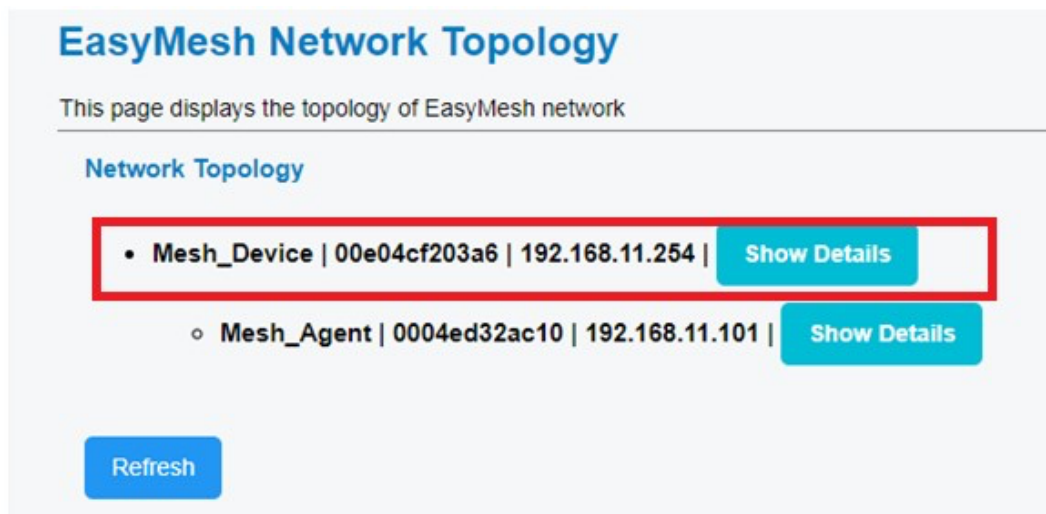 EasyMesh Network Topology
This page displays the topology of EasyMesh network
Network Topology
• Mesh_Device | 00e04cf203a6 | 192.168.11.254 | Show Details
◦ Mesh_Agent | 0004ed32ac10 | 192.168.11.101 | Show Details
Refresh